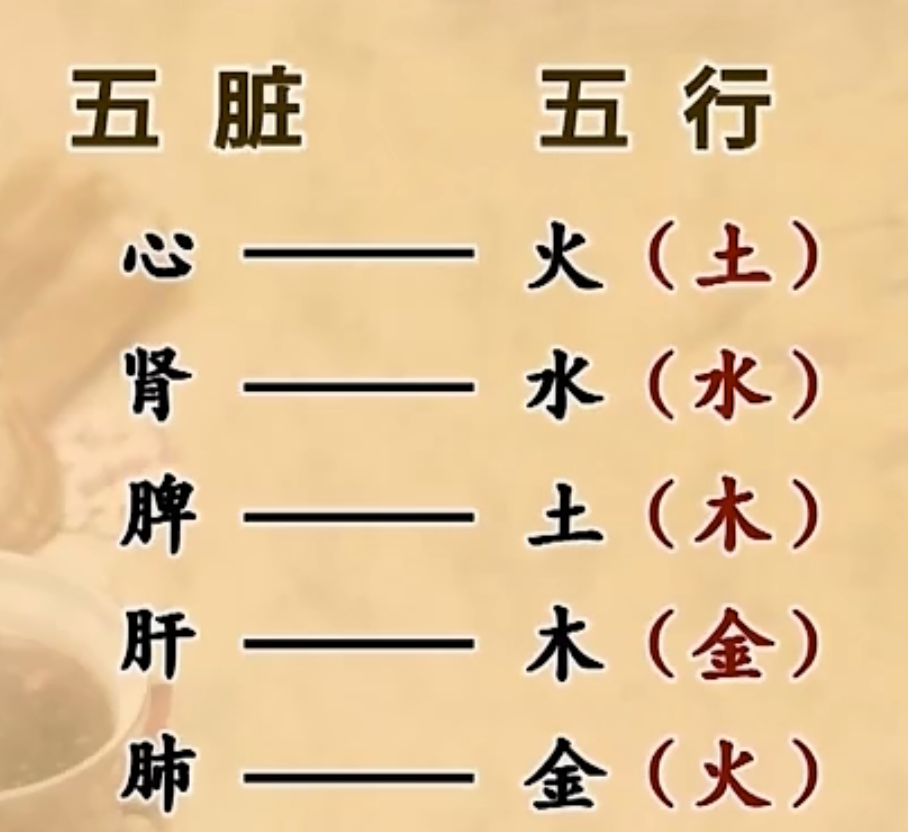 五 脏 五 行
心 —— 火（土）
肾 —— 水（水）
脾 —— 土（木）
肝 —— 木（金）
肺 —— 金（火）